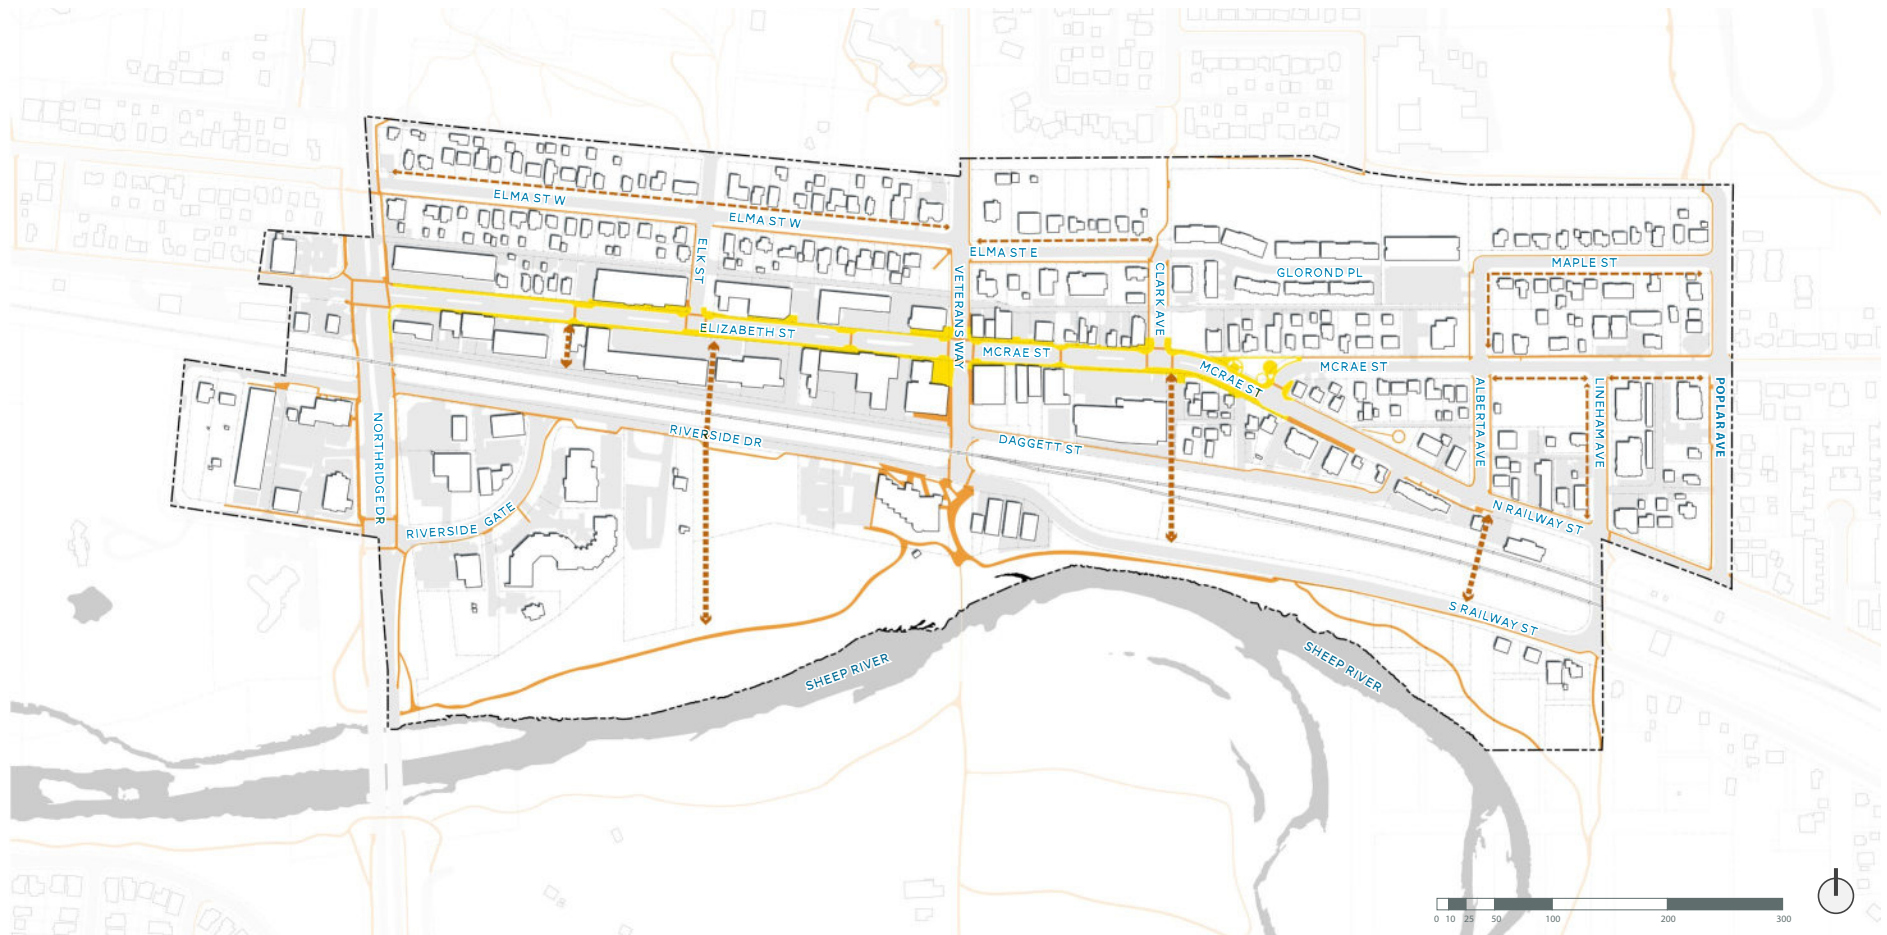 ELMA ST W
ELMA ST W
ELK ST
ELMA ST E
VETERANS WAY
CLARK AVE
GLOROND PL
MAPLE ST
ELIZABETH ST
MCRAE ST
MCRAE ST
MCRAE ST
ALBERTA AVE
LINEHAM AVE
POPLAR AVE
NORTHRIDGE DR
RIVERSIDE DR
DAGGETT ST
RIVERSIDE GATE
N RAILWAY ST
S RAILWAY ST
SHEEP RIVER
SHEEP RIVER
0 10 25 50 100 200 300